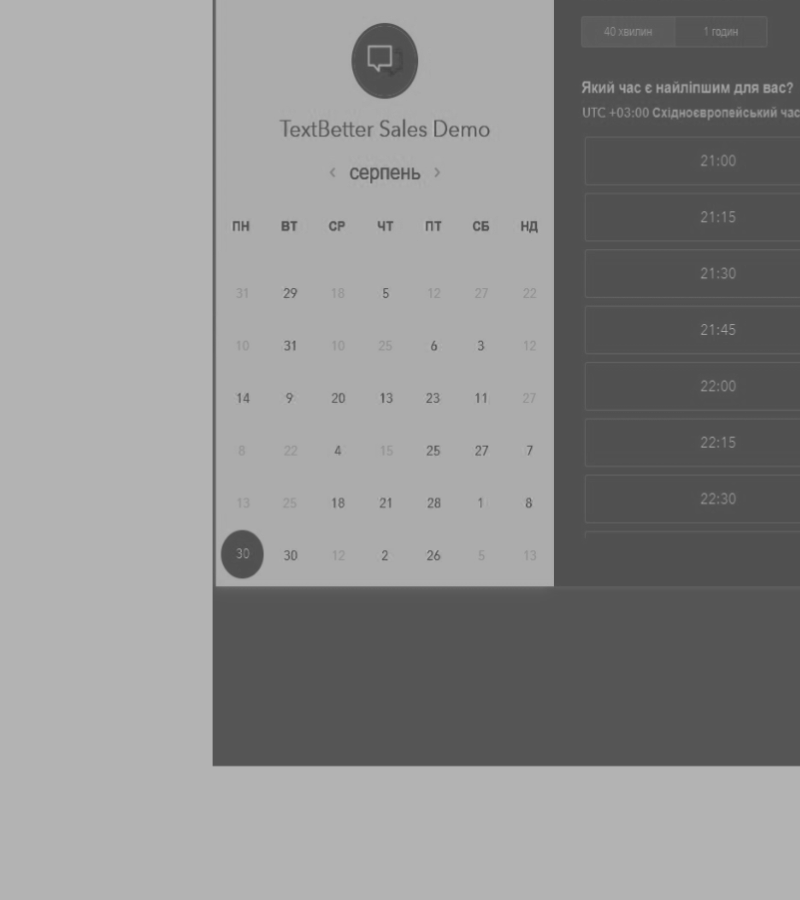 TextBetter Sales Demo
‹ серпень ›
ПН ВТ СР ЧТ ПТ СБ НД
31 29 18 5 12 27 22
10 31 10 25 6 3 12
14 9 20 13 23 11 27
8 22 4 15 25 27 7
13 25 18 21 28 1 8
30 30 12 2 26 5 13
40 хвилин 1 годин
Який час є найліпшим для вас?
UTC +03:00 Східноєвропейський час
21:00
21:15
21:30
21:45
22:00
22:15
22:30